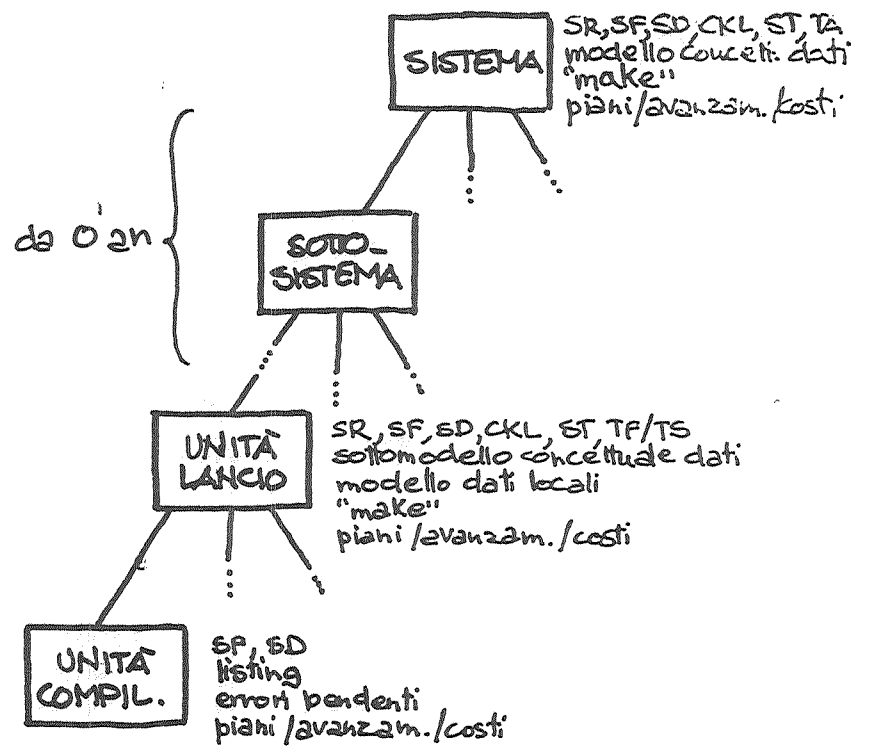 SISTEMA
SR, SF, SD, CKL, ST, TA
modello concett. dati
"make"
piani/avanzam./costi
da 0 an
SOTTO-
SISTEMA
UNITÀ
LANCIO
SR, SF, SD, CKL, ST, TF/TS
sottomodello concettuale dati
modello dati locali
"make"
piani/avanzam./costi
UNITÀ
COMPIL.
SP, SD
listing
errori pendenti
piani/avanzam./costi